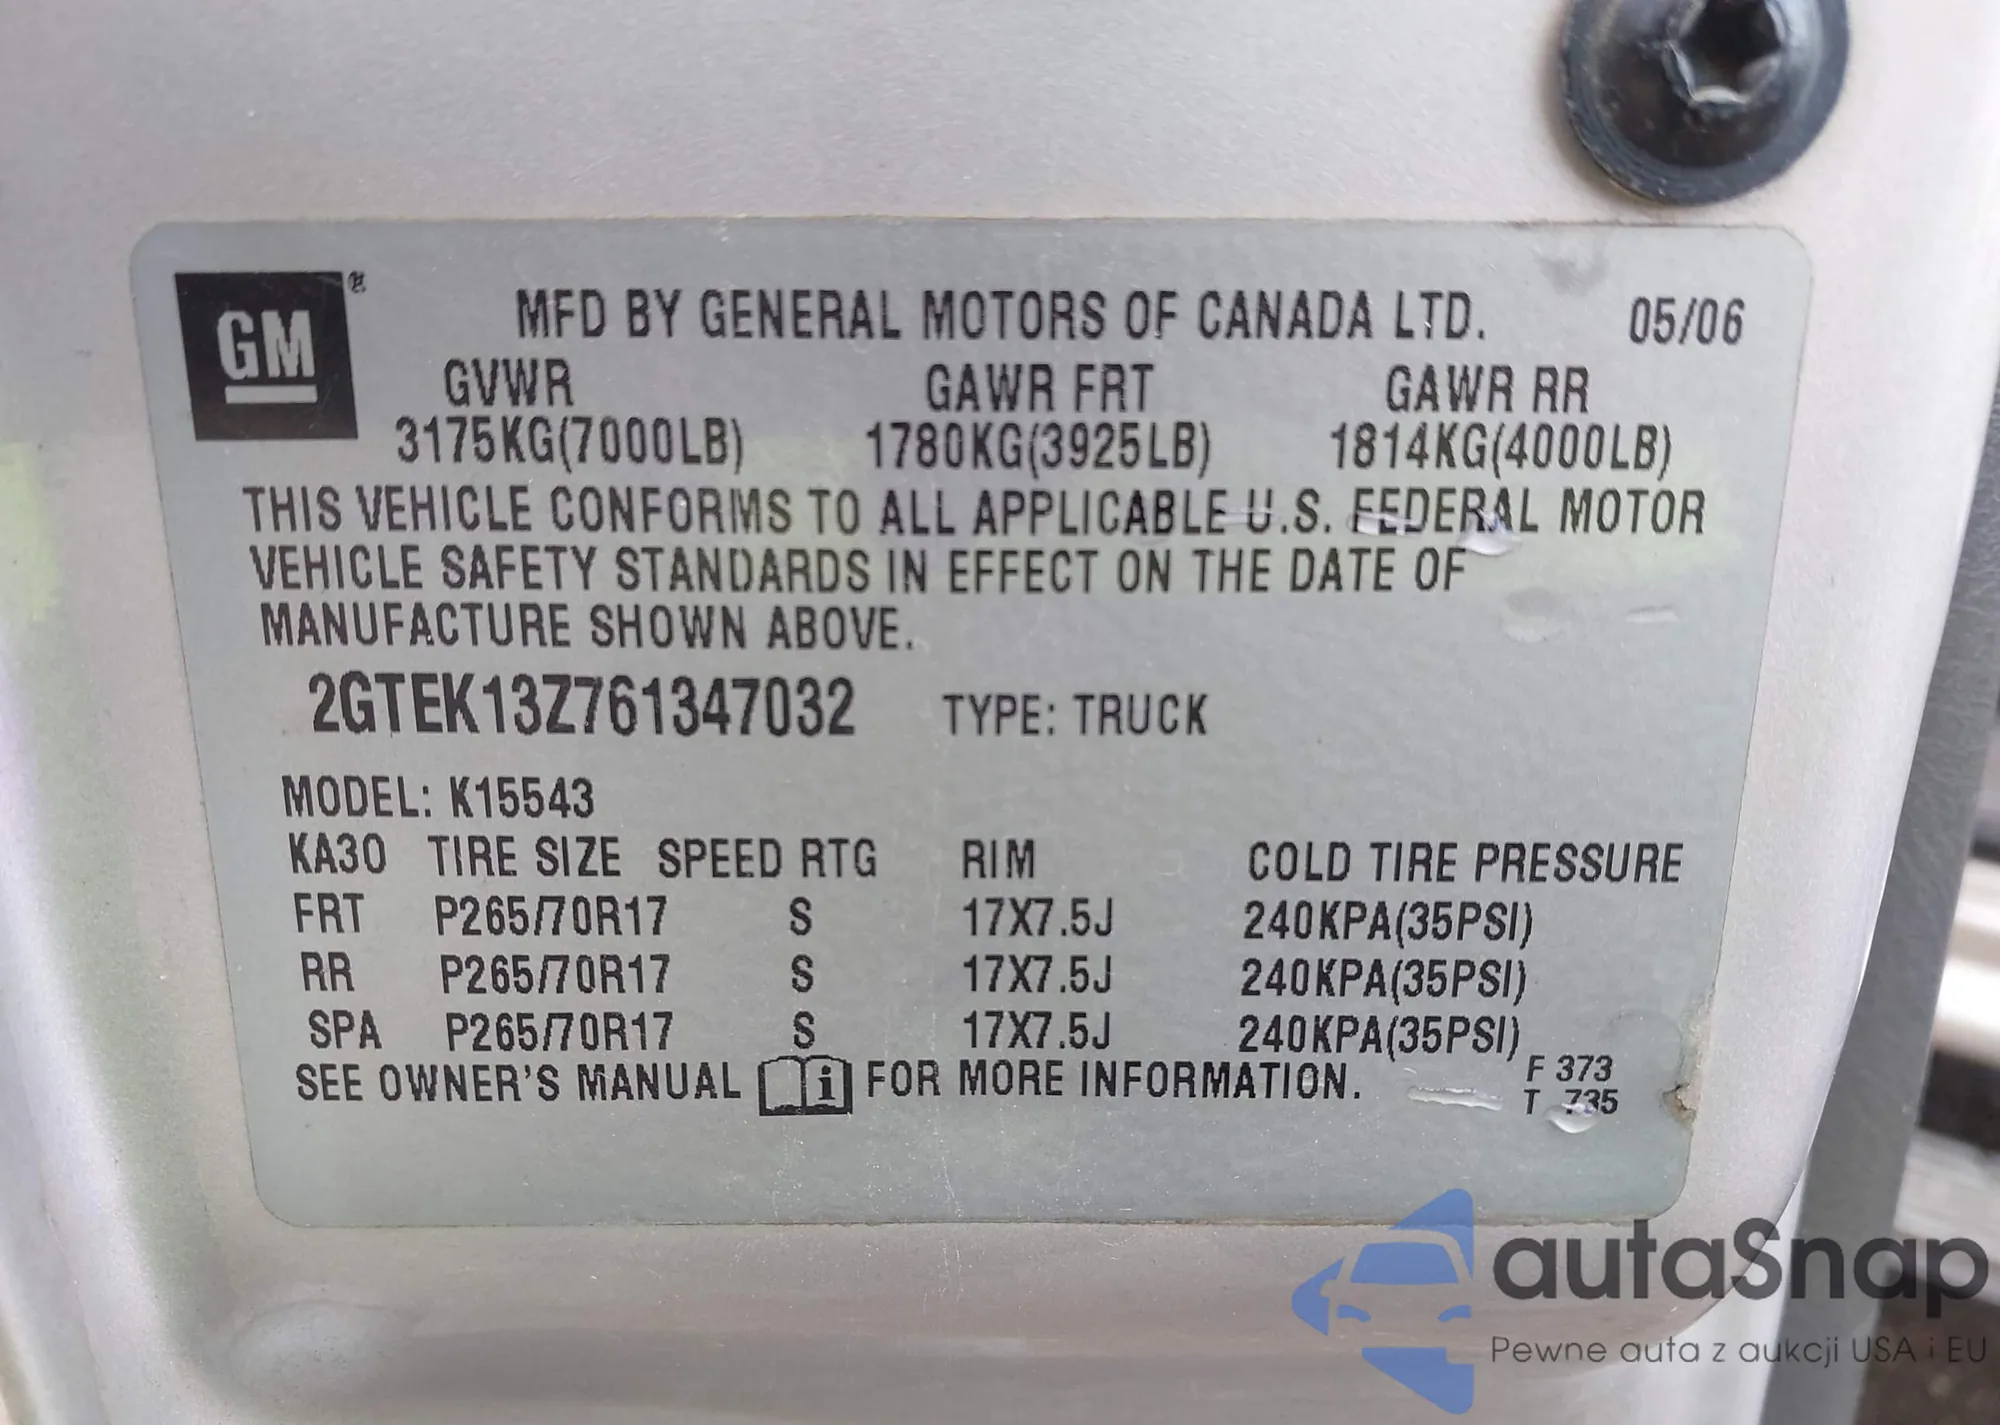 GM®
MFD BY GENERAL MOTORS OF CANADA LTD. 05/06
GVWR GAWR FRT GAWR RR
3175KG(7000LB) 1780KG(3925LB) 1814KG(4000LB)
THIS VEHICLE CONFORMS TO ALL APPLICABLE U.S. FEDERAL MOTOR
VEHICLE SAFETY STANDARDS IN EFFECT ON THE DATE OF
MANUFACTURE SHOWN ABOVE.
2GTEK13Z761347032 TYPE: TRUCK
MODEL: K15543
KA30 TIRE SIZE SPEED RTG RIM COLD TIRE PRESSURE
FRT P265/70R17 S 17X7.5J 240KPA(35PSI)
RR P265/70R17 S 17X7.5J 240KPA(35PSI)
SPA P265/70R17 S 17X7.5J 240KPA(35PSI)
SEE OWNER'S MANUAL i FOR MORE INFORMATION.
F 373
T 735
autaSnap
Pewne auta z aukcji USA i EU